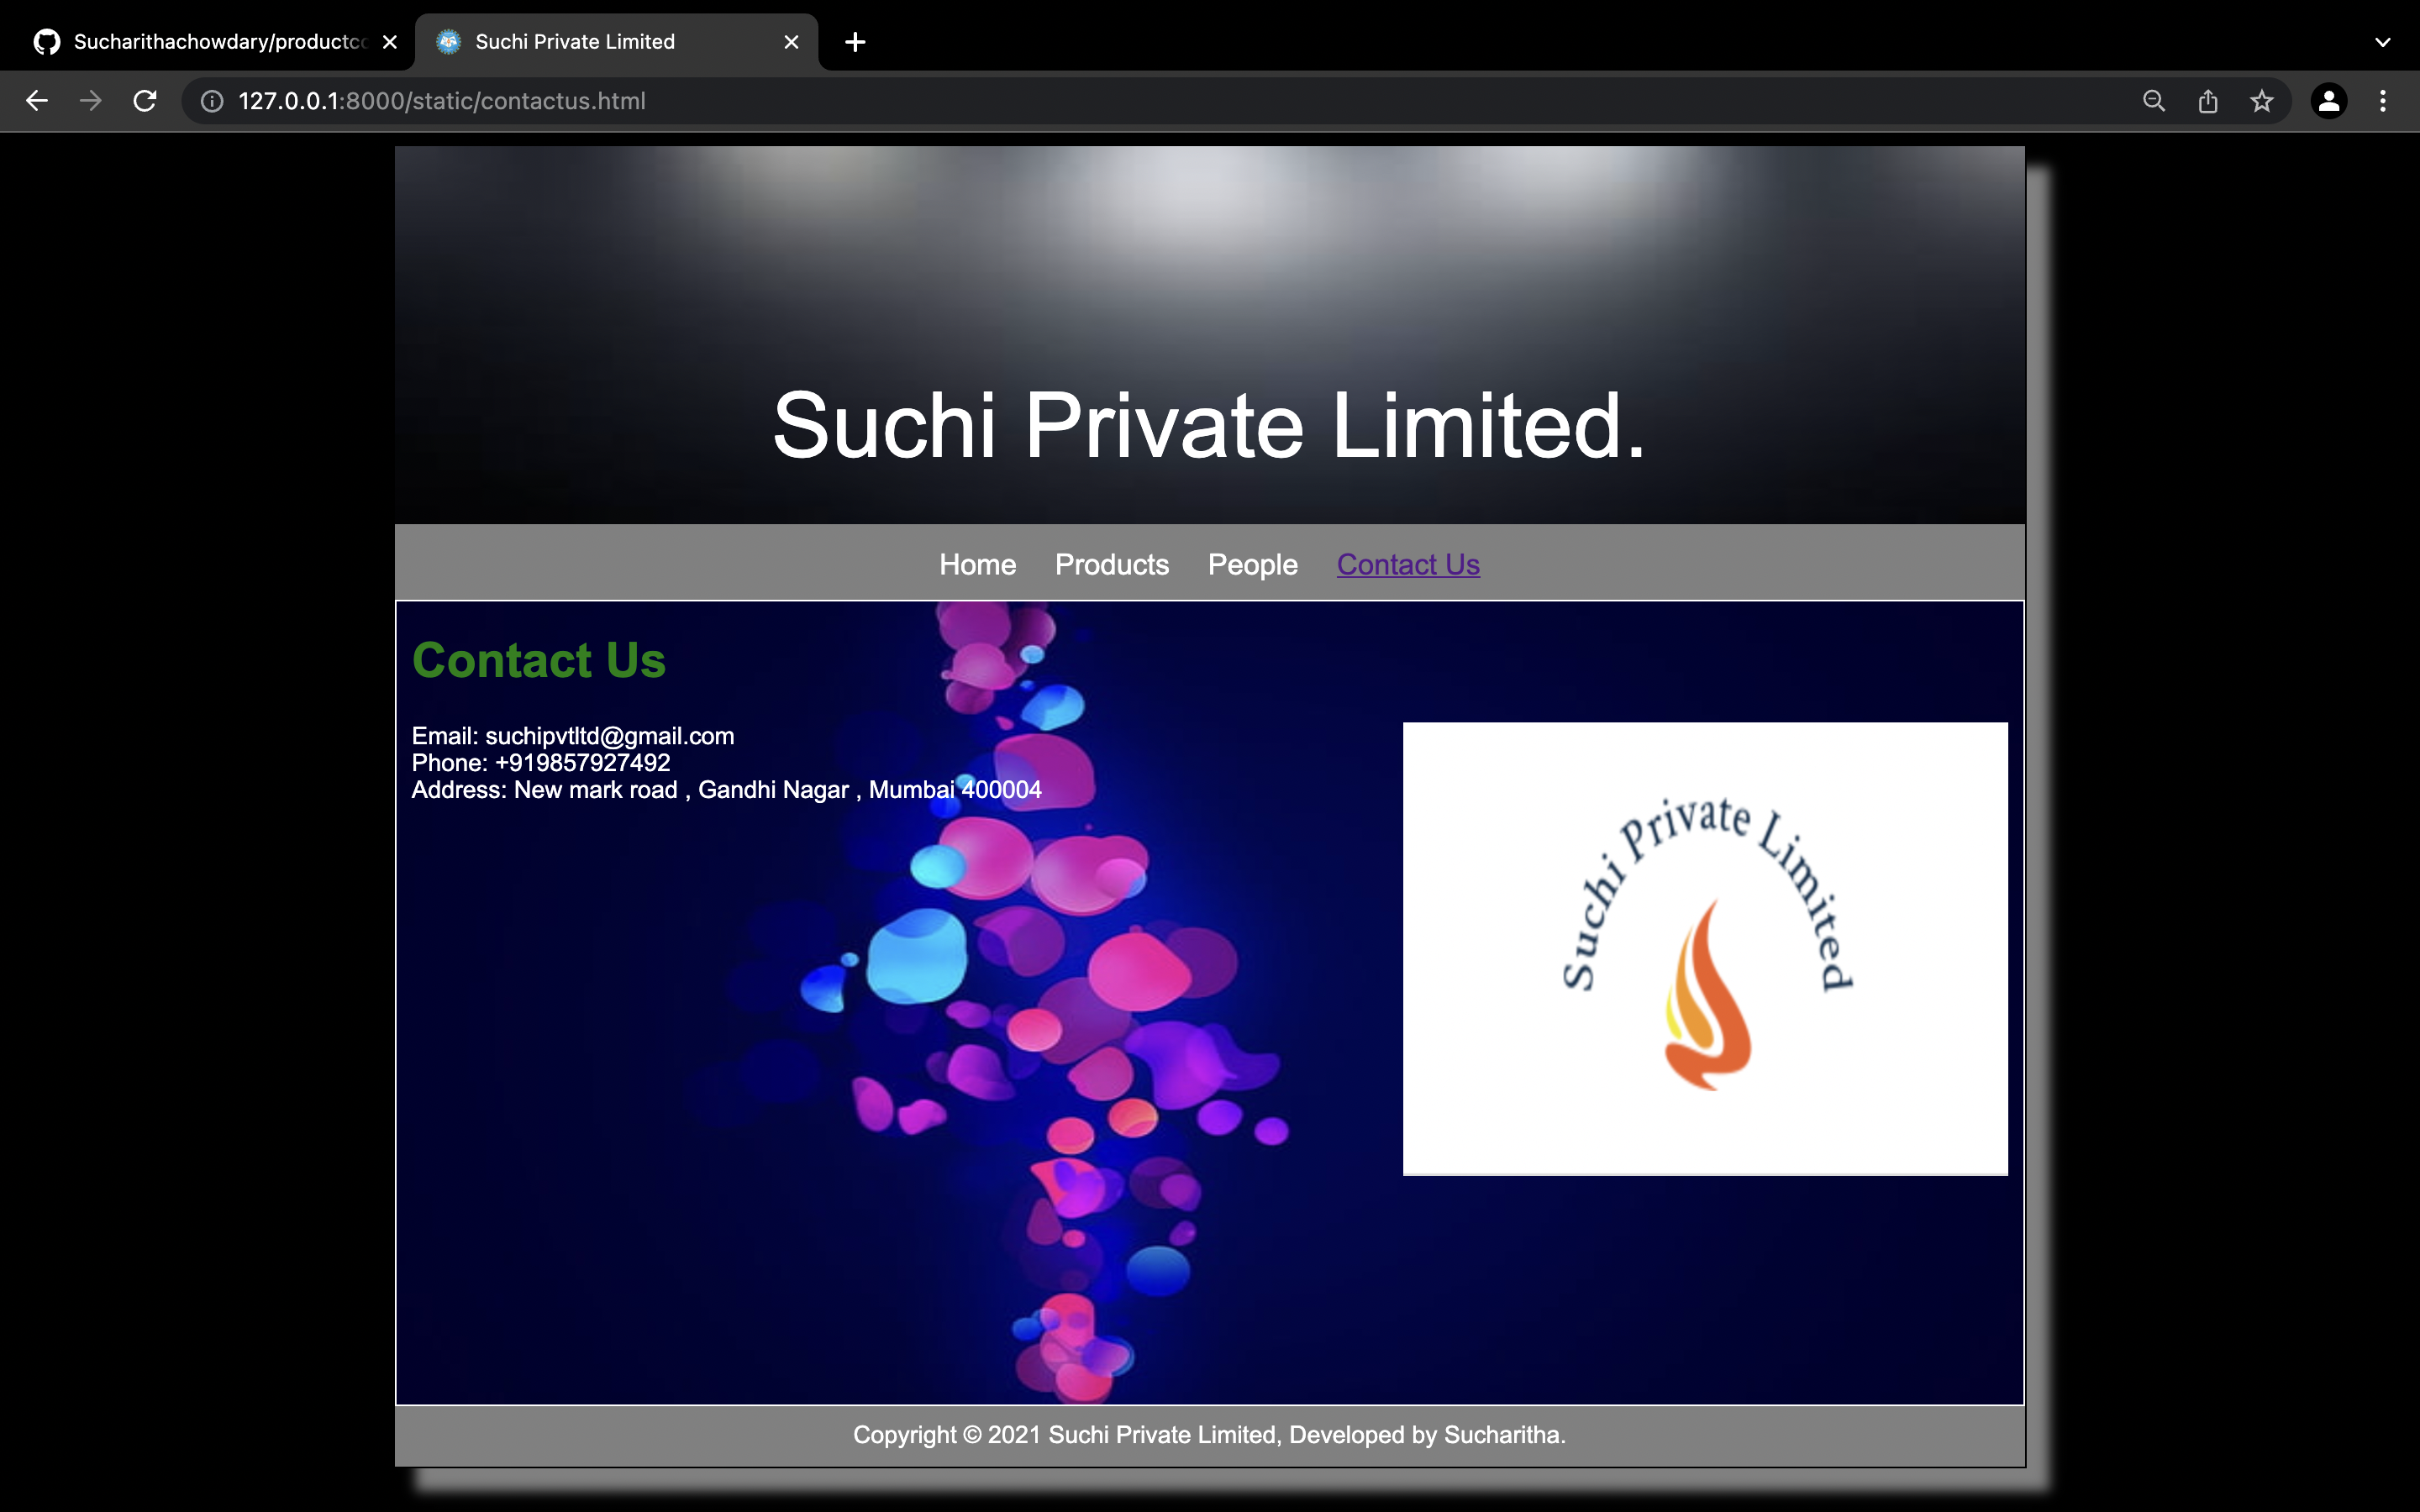 Sucharithachowdary/productco
Suchi Private Limited
127.0.0.1:8000/static/contactus.html
Suchi Private Limited.
Home Products People Contact Us
Contact Us
Email: suchipvtltd@gmail.com
Phone: +919857927492
Address: New mark road , Gandhi Nagar , Mumbai 400004
Suchi Private Limited
Copyright © 2021 Suchi Private Limited, Developed by Sucharitha.